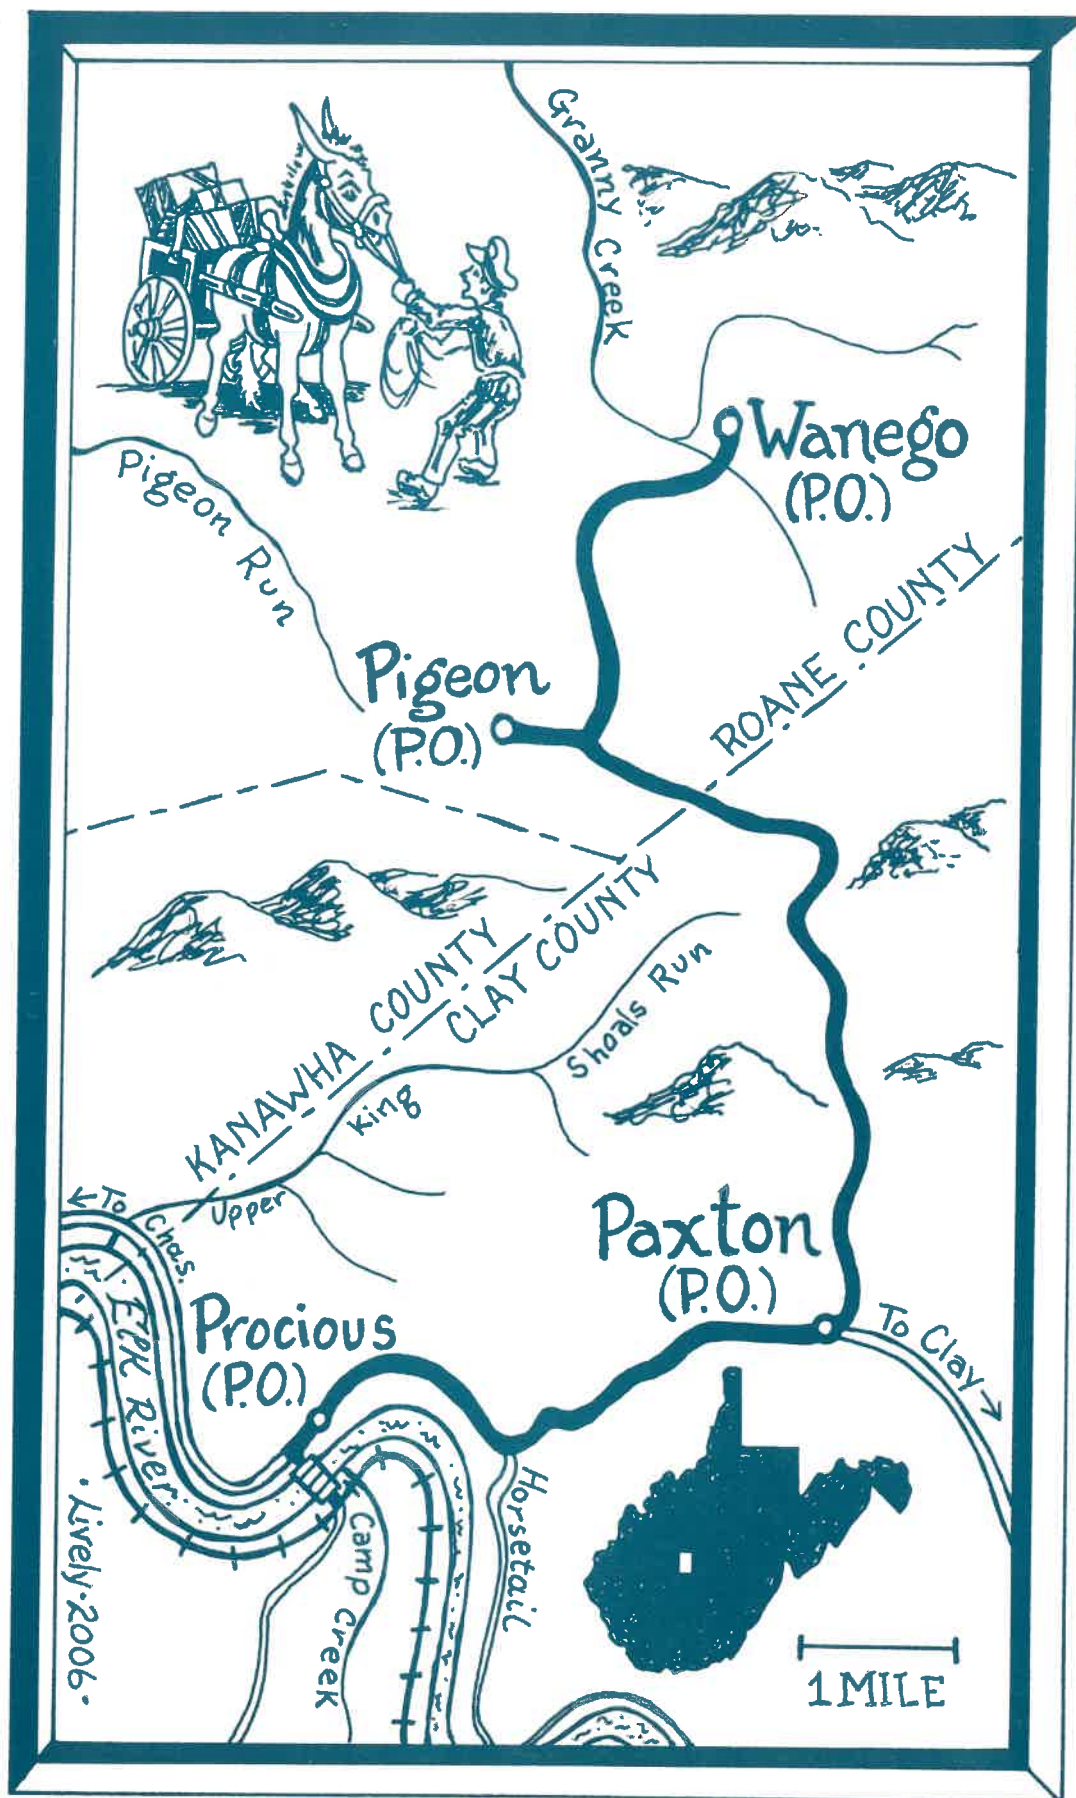 Granny Creek
Wanego
(P.O.)
Pigeon Run
Pigeon
(P.O.)
ROANE COUNTY
KANAWHA COUNTY
CLAY COUNTY
Upper King Shoals Run
← To Chas.
Elk River
Procious
(P.O.)
Paxton
(P.O.)
To Clay →
Horsetail
Camp Creek
1 MILE
·Lively·2006·